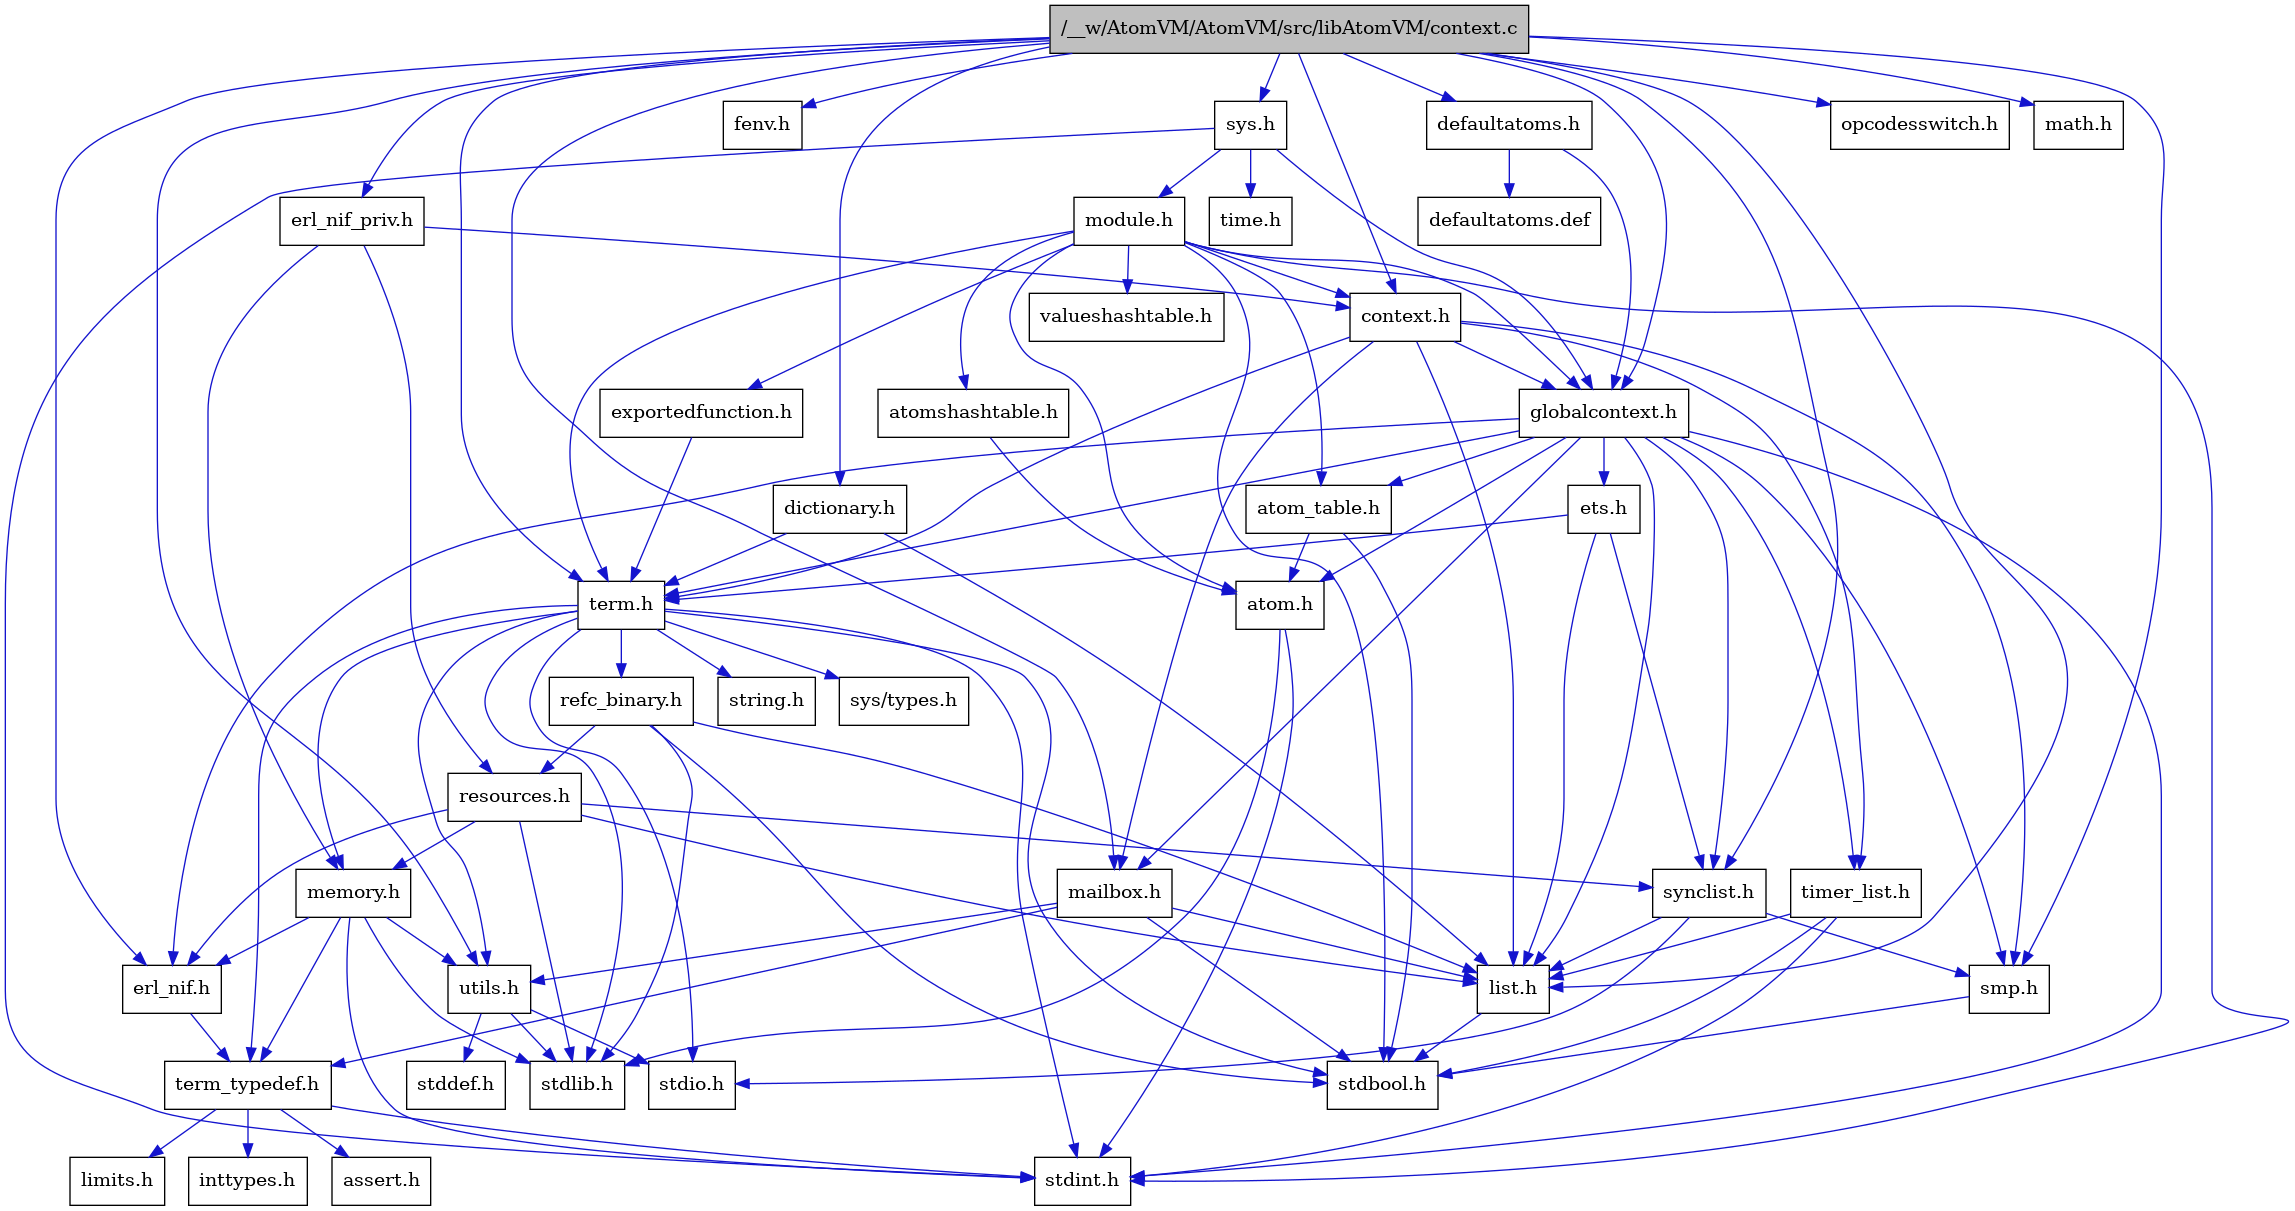 /__w/AtomVM/AtomVM/src/libAtomVM/context.c
fenv.h
sys.h
defaultatoms.h
opcodesswitch.h
math.h
erl_nif_priv.h
module.h
time.h
defaultatoms.def
valueshashtable.h
context.h
exportedfunction.h
atomshashtable.h
globalcontext.h
dictionary.h
atom_table.h
ets.h
term.h
atom.h
refc_binary.h
string.h
sys/types.h
resources.h
memory.h
mailbox.h
synclist.h
timer_list.h
erl_nif.h
utils.h
list.h
smp.h
term_typedef.h
stddef.h
stdlib.h
stdio.h
stdbool.h
limits.h
inttypes.h
assert.h
stdint.h